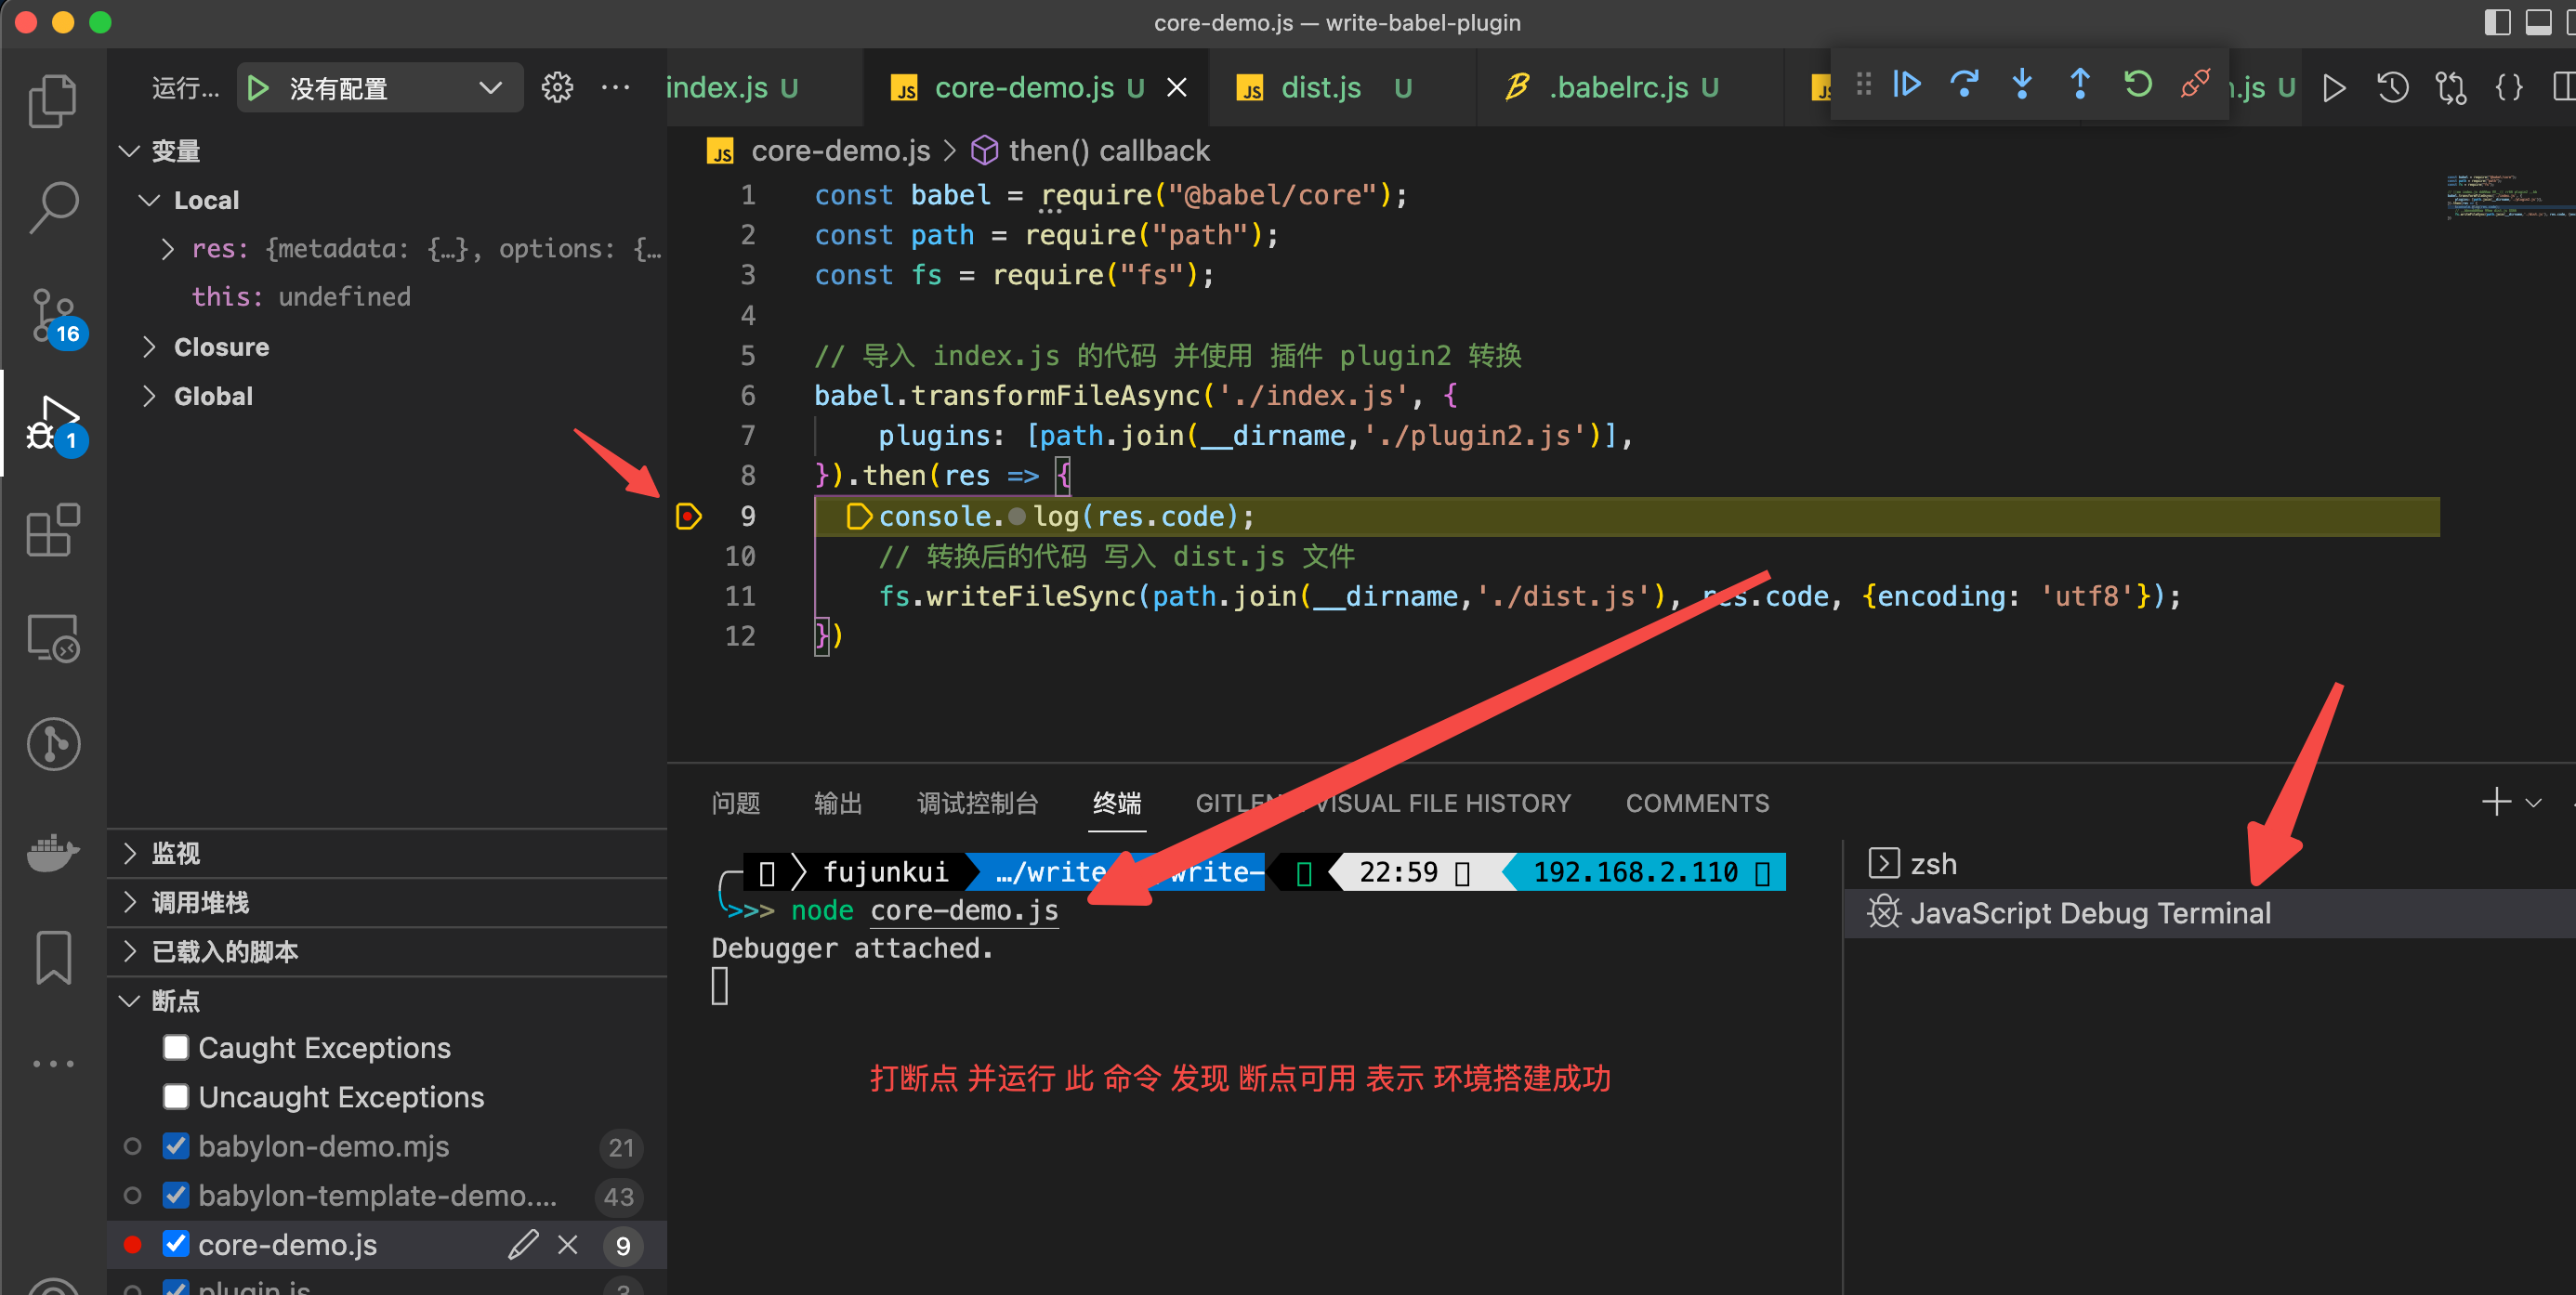 core-demo.js — write-babel-plugin
运行...
没有配置
index.js U
core-demo.js U
dist.js U
.babelrc.js U
.js U
变量
Local
res: {metadata: {…}, options: {…
this: undefined
Closure
Global
16
1
core-demo.js > then() callback
1 const babel = require("@babel/core");
2 const path = require("path");
3 const fs = require("fs");
4
5 // 导入 index.js 的代码 并使用 插件 plugin2 转换
6 babel.transformFileAsync('./index.js', {
7 plugins: [path.join(__dirname,'./plugin2.js')],
8 }).then(res => {
9 console.log(res.code);
10 // 转换后的代码 写入 dist.js 文件
11 fs.writeFileSync(path.join(__dirname,'./dist.js'), res.code, {encoding: 'utf8'});
12 })
监视
调用堆栈
已载入的脚本
断点
Caught Exceptions
Uncaught Exceptions
babylon-demo.mjs 21
babylon-template-demo.... 43
core-demo.js 9
plugin.js 3
问题 输出 调试控制台 终端 GITLENS VISUAL FILE HISTORY COMMENTS
fujunkui …/write write- 22:59 192.168.2.110
>>> node core-demo.js
Debugger attached.
打断点 并运行 此 命令 发现 断点可用 表示 环境搭建成功
zsh
JavaScript Debug Terminal